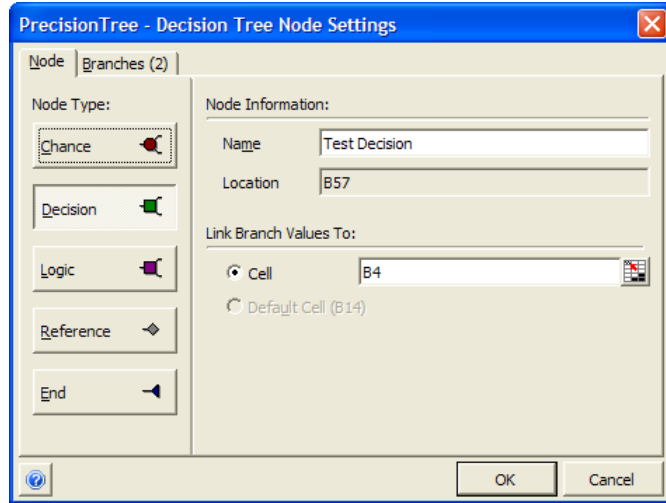 PrecisionTree - Decision Tree Node Settings
Node
Branches (2)
Node Type:
Chance
Decision
Logic
Reference
End
Node Information:
Name
Test Decision
Location
B57
Link Branch Values To:
Cell
B4
Default Cell (B14)
OK
Cancel